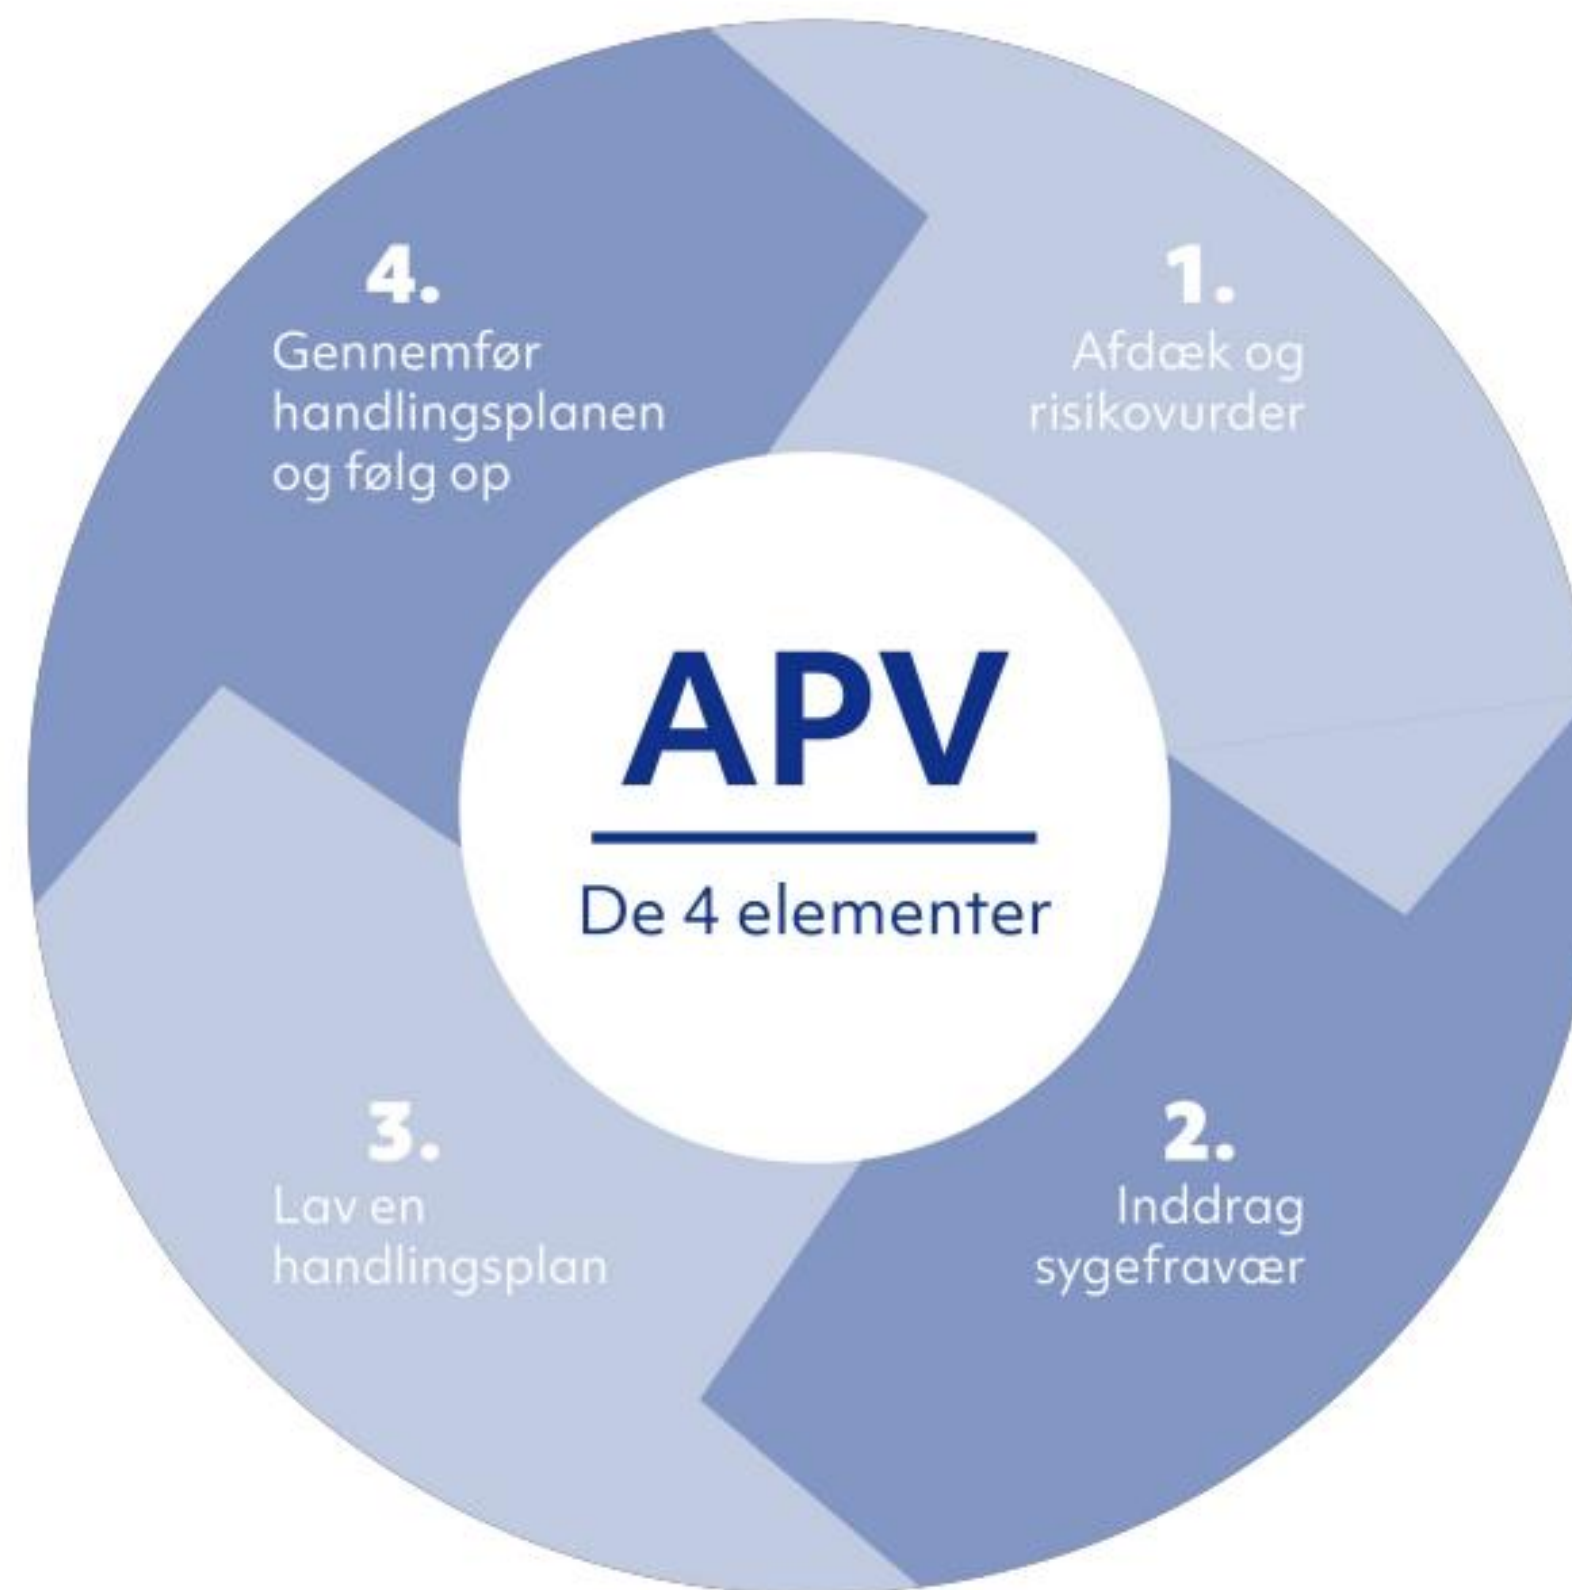 APV
De 4 elementer
1.
Afdæk og
risikovurder
2.
Inddrag
sygefravær
3.
Lav en
handlingsplan
4.
Gennemfør
handlingsplanen
og følg op